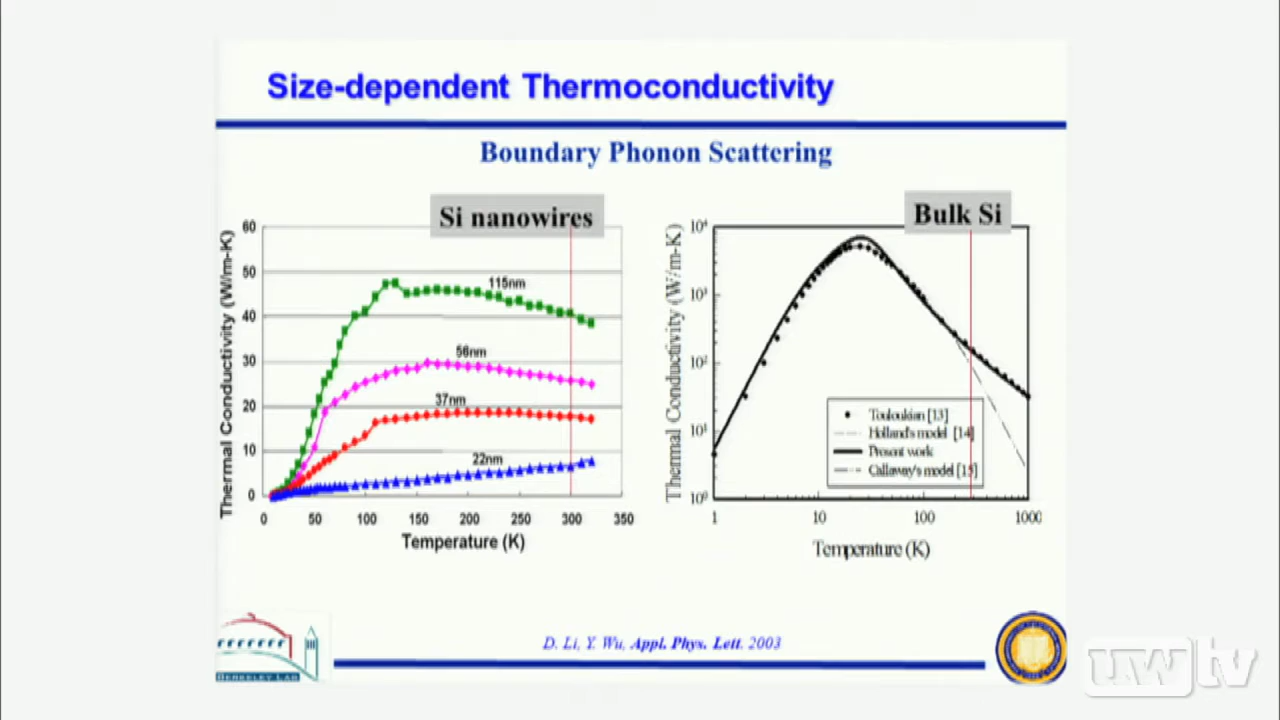 Size-dependent Thermoconductivity
Boundary Phonon Scattering
Si nanowires
Thermal Conductivity (W/m-K)
60
50
40
30
20
10
0
115nm
56nm
37nm
22nm
0 50 100 150 200 250 300 350
Temperature (K)
Bulk Si
Thermal Conductivity (W/m-K)
10⁴
10³
10²
10¹
10⁰
Touloukian [13]
Holland's model [14]
Present work
Callaway's model [15]
1 10 100 1000
Temperature (K)
BERKELEY LAB
D. Li, Y. Wu, Appl. Phys. Lett. 2003
uwtv